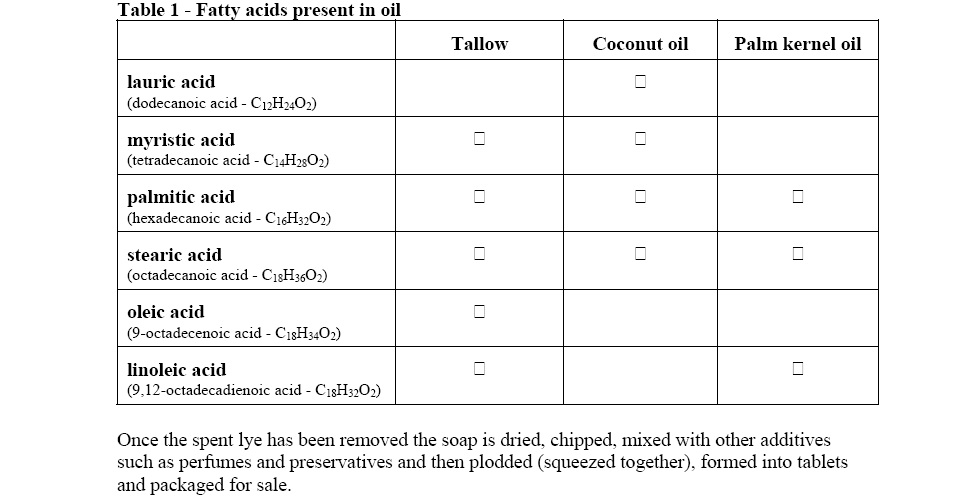 Table 1 - Fatty acids present in oil
Tallow Coconut oil Palm kernel oil
lauric acid □
(dodecanoic acid - C₁₂H₂₄O₂)
myristic acid □ □
(tetradecanoic acid - C₁₄H₂₈O₂)
palmitic acid □ □ □
(hexadecanoic acid - C₁₆H₃₂O₂)
stearic acid □ □ □
(octadecanoic acid - C₁₈H₃₆O₂)
oleic acid □
(9-octadecenoic acid - C₁₈H₃₄O₂)
linoleic acid □ □
(9,12-octadecadienoic acid - C₁₈H₃₂O₂)
Once the spent lye has been removed the soap is dried, chipped, mixed with other additives
such as perfumes and preservatives and then plodded (squeezed together), formed into tablets
and packaged for sale.